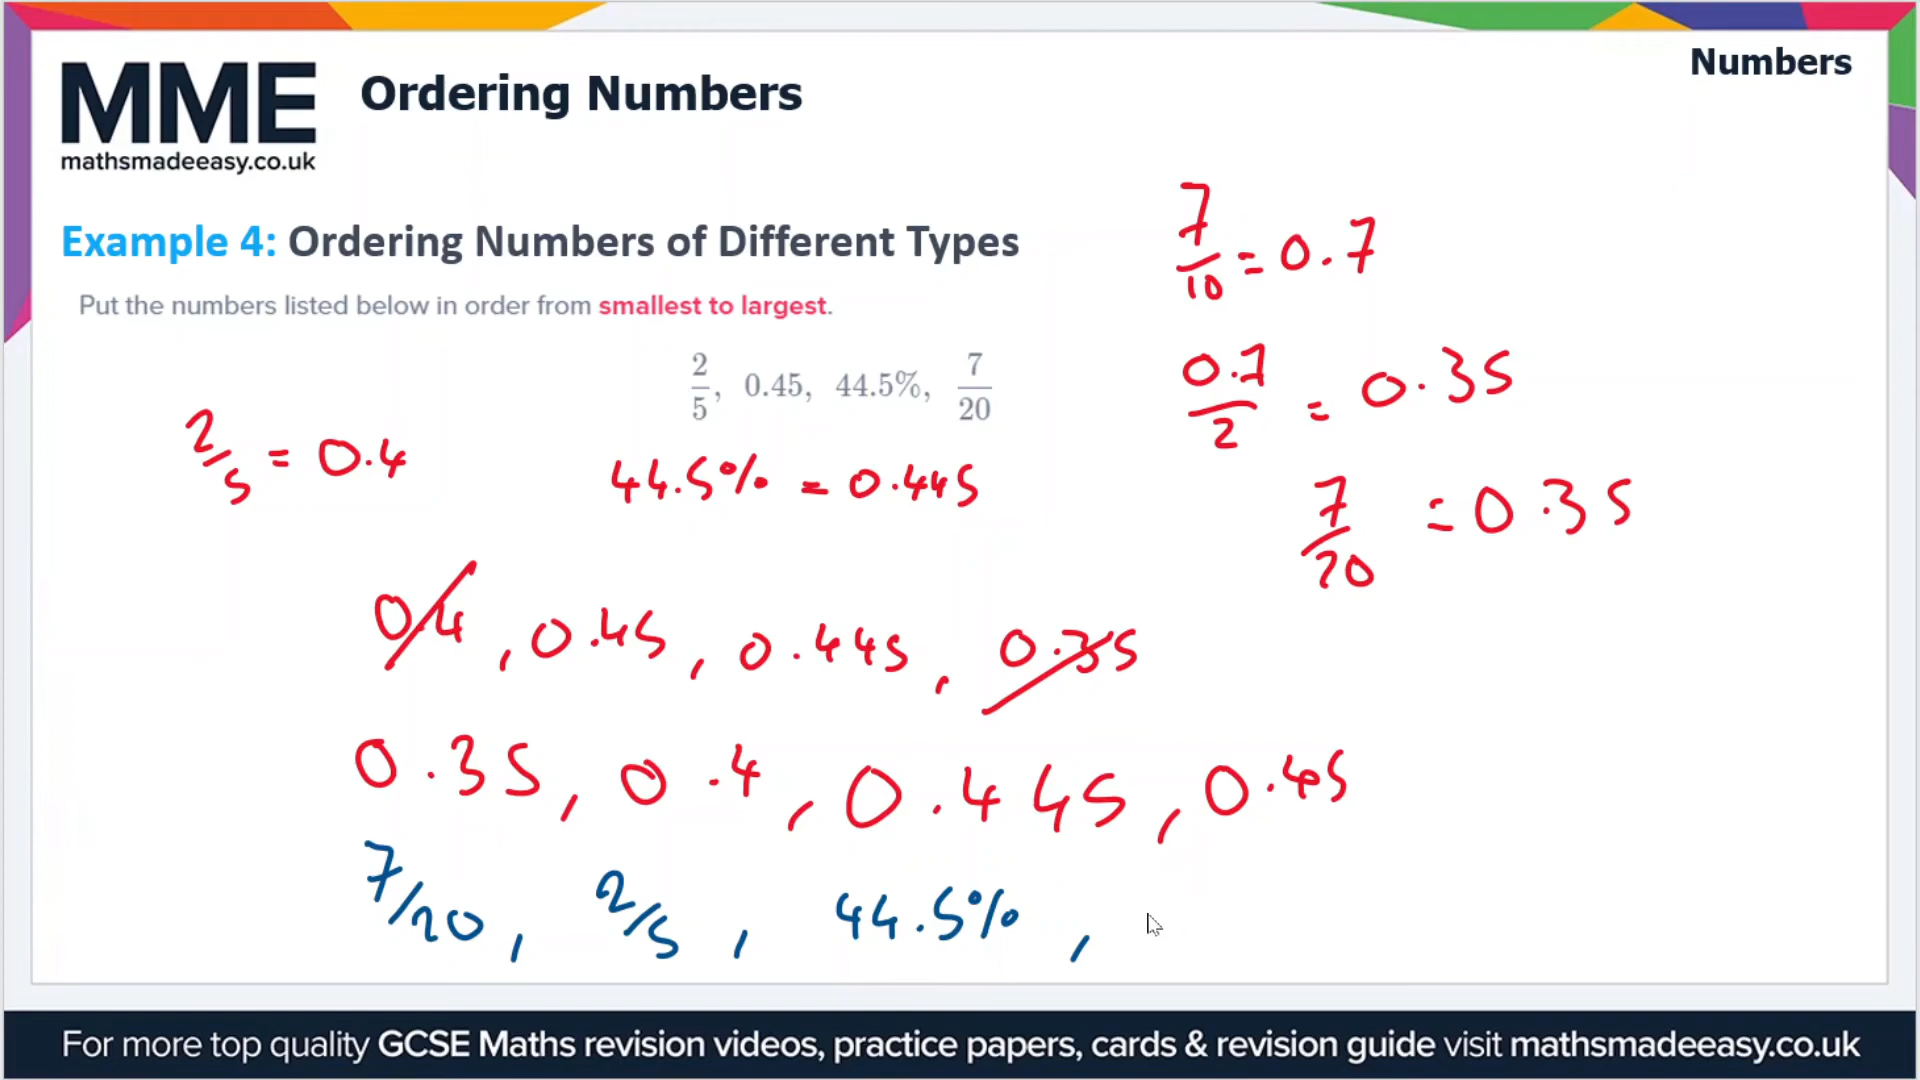 MME
mathsmadeeasy.co.uk
Ordering Numbers
Numbers
Example 4: Ordering Numbers of Different Types
Put the numbers listed below in order from smallest to largest.
2/5, 0.45, 44.5%, 7/20
7/10 = 0.7
0.7/2 = 0.35
7/20 = 0.35
2/5 = 0.4
44.5% = 0.445
0.4, 0.45, 0.445, 0.35
0.35, 0.4, 0.445, 0.45
7/20, 2/5, 44.5%,
For more top quality GCSE Maths revision videos, practice papers, cards & revision guide visit mathsmadeeasy.co.uk